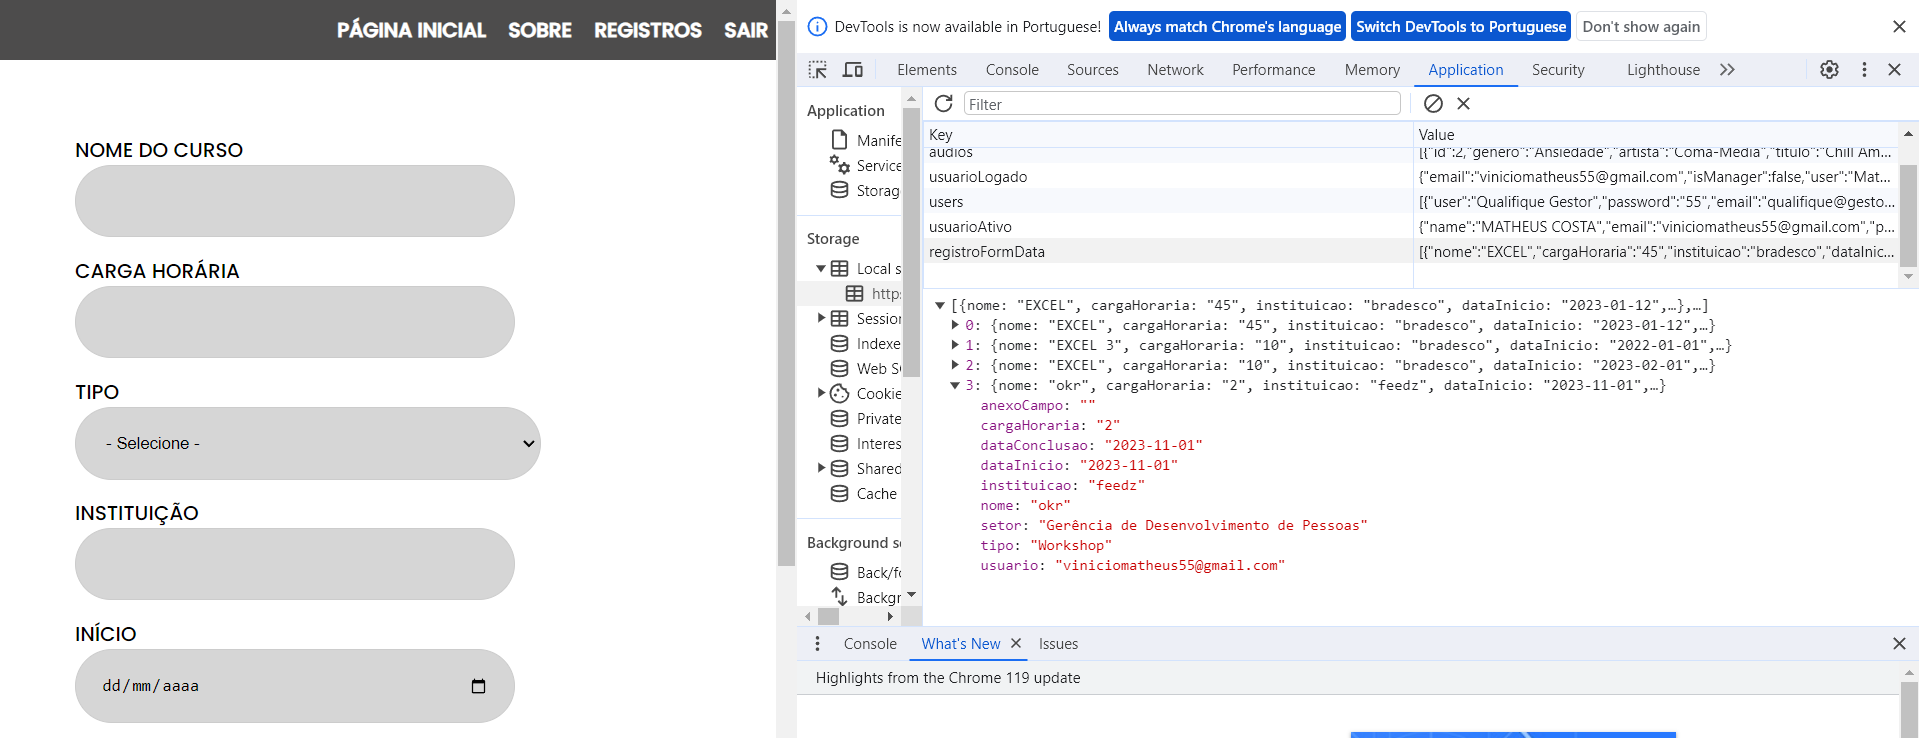 PÁGINA INICIAL SOBRE REGISTROS SAIR
NOME DO CURSO
CARGA HORÁRIA
TIPO
- Selecione -
INSTITUIÇÃO
INÍCIO
dd/mm/aaaa
DevTools is now available in Portuguese! Always match Chrome's language Switch DevTools to Portuguese Don't show again
Elements Console Sources Network Performance Memory Application Security Lighthouse
Application
Manife
Service
Storag
Storage
Local s
http
Session
Indexe
Web S
Cookie
Private
Interes
Shared
Cache
Background se
Back/fo
Backgr
Filter
Key Value
audios [{"id":2,"genero":"Ansiedade","artista":"Coma-Media","titulo":"Chill Am...
usuarioLogado {"email":"viniciomatheus55@gmail.com","isManager":false,"user":"Mat...
users [{"user":"Qualifique Gestor","password":"55","email":"qualifique@gesto...
usuarioAtivo {"name":"MATHEUS COSTA","email":"viniciomatheus55@gmail.com","p...
registroFormData [{"nome":"EXCEL","cargaHoraria":"45","instituicao":"bradesco","dataInic...
[{nome: "EXCEL", cargaHoraria: "45", instituicao: "bradesco", dataInicio: "2023-01-12",…},…]
0: {nome: "EXCEL", cargaHoraria: "45", instituicao: "bradesco", dataInicio: "2023-01-12",…}
1: {nome: "EXCEL 3", cargaHoraria: "10", instituicao: "bradesco", dataInicio: "2022-01-01",…}
2: {nome: "EXCEL", cargaHoraria: "10", instituicao: "bradesco", dataInicio: "2023-02-01",…}
3: {nome: "okr", cargaHoraria: "2", instituicao: "feedz", dataInicio: "2023-11-01",…}
anexoCampo: ""
cargaHoraria: "2"
dataConclusao: "2023-11-01"
dataInicio: "2023-11-01"
instituicao: "feedz"
nome: "okr"
setor: "Gerência de Desenvolvimento de Pessoas"
tipo: "Workshop"
usuario: "viniciomatheus55@gmail.com"
Console What's New Issues
Highlights from the Chrome 119 update